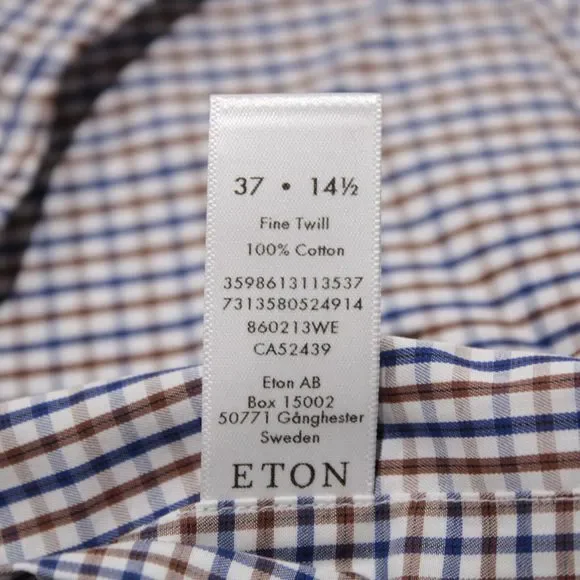 37 • 14½
Fine Twill
100% Cotton
3598613113537
7313580524914
860213WE
CA52439
Eton AB
Box 15002
50771 Gånghester
Sweden
ETON